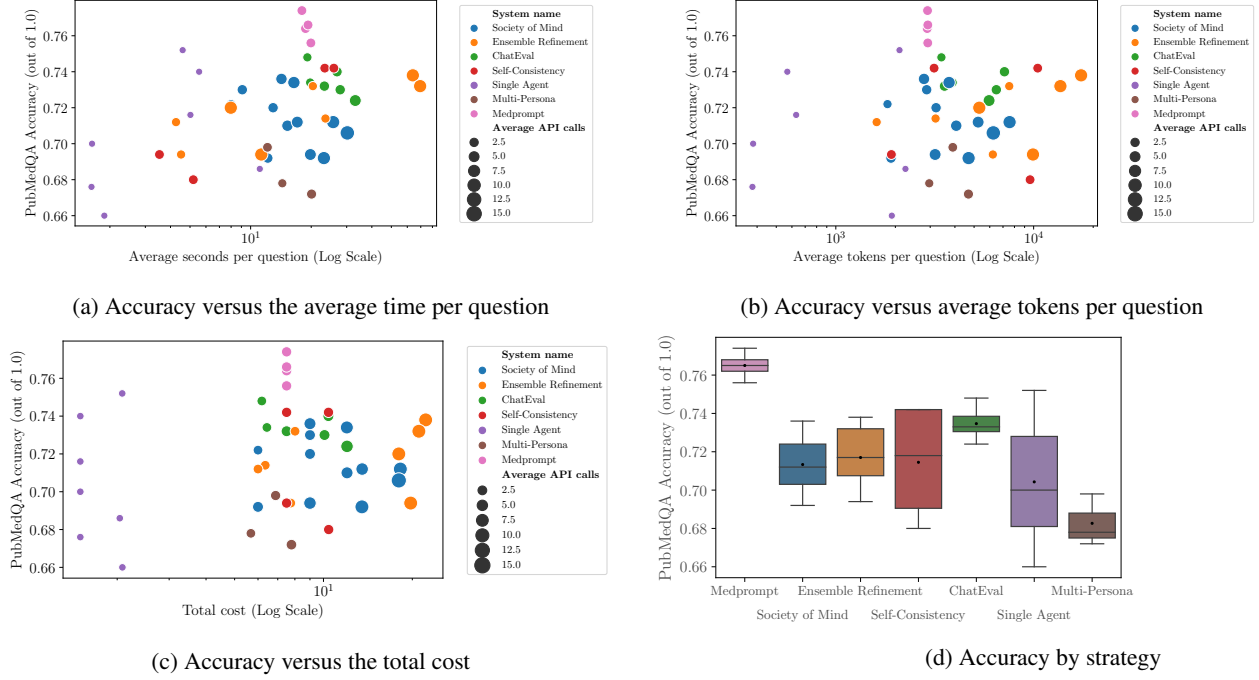 PubMedQA Accuracy (out of 1.0)
0.76
0.74
0.72
0.70
0.68
0.66
10¹
Average seconds per question (Log Scale)
System name
Society of Mind
Ensemble Refinement
ChatEval
Self-Consistency
Single Agent
Multi-Persona
Medprompt
Average API calls
2.5
5.0
7.5
10.0
12.5
15.0
(a) Accuracy versus the average time per question
PubMedQA Accuracy (out of 1.0)
0.76
0.74
0.72
0.70
0.68
0.66
10³
10⁴
Average tokens per question (Log Scale)
System name
Society of Mind
Ensemble Refinement
ChatEval
Self-Consistency
Single Agent
Multi-Persona
Medprompt
Average API calls
2.5
5.0
7.5
10.0
12.5
15.0
(b) Accuracy versus average tokens per question
PubMedQA Accuracy (out of 1.0)
0.76
0.74
0.72
0.70
0.68
0.66
10¹
Total cost (Log Scale)
System name
Society of Mind
Ensemble Refinement
ChatEval
Self-Consistency
Single Agent
Multi-Persona
Medprompt
Average API calls
2.5
5.0
7.5
10.0
12.5
15.0
(c) Accuracy versus the total cost
PubMedQA Accuracy (out of 1.0)
0.76
0.74
0.72
0.70
0.68
0.66
Medprompt Ensemble Refinement ChatEval Multi-Persona
Society of Mind Self-Consistency Single Agent
(d) Accuracy by strategy